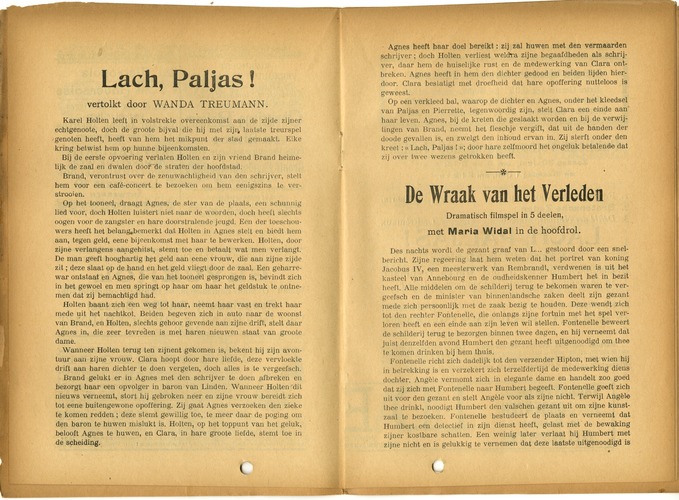 Lach, Paljas !
vertolkt door WANDA TREUMANN.
Karel Holten leeft in volstrekte overeenkomst aan de zijde zijner
echtgenoote, doch de groote bijval die hij met zijn laatste treurspel
genoten heeft, heeft van hem het mikpunt der stad gemaakt. Elke
kring betwist hem op hunne bijeenkomsten.
Bij de eerste opvoering verlaten Holten en zijn vriend Brand heime-
lijk de zaal en dwalen door de straten der hoofdstad.
Brand, verontrust over de zenuwachtigheid van den schrijver, stelt
hem voor een café-concert te bezoeken om hem eenigszins te ver-
strooien.
Op het tooneel, draagt Agnes, de ster van de plaats, een schunnig
lied voor, doch Holten luistert niet naar de woorden, doch heeft slechts
oogen voor de zangster en hare doorstralende jeugd. Een der toeschou-
wers heeft het belang bemerkt dat Holten in Agnes stelt en biedt hem
aan, tegen geld, eene bijeenkomst met haar te bewerken. Holten, door
zijne verlangens aangehitst, stemt toe en betaalt wat men verlangt.
De man geeft hooghartig het geld aan eene vrouw, die aan zijne zijde
zit ; deze slaat op de hand en het geld vliegt door de zaal. Een geharre-
war ontstaat en Agnes, die van het tooneel gesprongen is, bevindt zich
in het gewoel en men springt op haar om haar het geldstuk te ontne-
men dat zij bemachtigd had.
Holten baant zich een weg tot haar, neemt haar vast en trekt haar
mede uit het nachtkol. Beiden begeven zich in auto naar de woonst
van Brand, en Holten, slechts gehoor gevende aan zijne drift, slaat daar
Agnes in, die zeer tevreden is met haren nieuwen staat van groote
dame.
Wanneer Holten terug ten zijnent gekomen is, bekent hij zijn avon-
tuur aan zijne vrouw. Clara hoopt door hare liefde, deze vervloekte
drift aan haren dichter te doen vergeten, doch alles is te vergeefsch.
Brand gelukt er in Agnes met den schrijver te doen afbreken en
bezorgt haar een opvolger in baron van Linden. Wanneer Holten dit
nieuws verneemt, stort hij gebroken neer en zijne vrouw bereidt zich
tot eene buitengewone opoffering. Zij gaat Agnes verzoeken den zieke
te komen redden ; deze stemt gewillig toe, te meer daar de poging om
den baron te huwen mislukt is. Holten, op het toppunt van het geluk,
belooft Agnes te huwen, en Clara, in hare groote liefde, stemt toe in
de scheiding.
Agnes heeft haar doel bereikt : zij zal huwen met den vermaarden
schrijver ; doch Holten verliest weldra zijne begaafdheden als schrij-
ver, daar hem de huiselijke rust en de medewerking van Clara ont-
breken. Agnes heeft in hem den dichter gedood en beiden lijden hier-
door. Clara bestatigt met droefheid dat hare opoffering nutteloos
is geweest.
Op een verkleed bal, waarop de dichter en Agnes, onder het kleedsel
van Paljas en Pierrette, tegenwoordig zijn, stelt Clara een einde aan
haar leven. Agnes, bij de kreten die geslaakt worden en bij de verwij-
lingen van Brand, neemt het fleschje vergift, dat uit de handen der
doode gevallen is, en zwelgt den inhoud ervan in. Zij sterft onder den
kreet : « Lach, Paljas ! »; door hare zelfmoord het ongeluk betalende dat
zij over twee wezens getrokken heeft.
De Wraak van het Verleden
Dramatisch filmspel in 5 deelen,
met Maria Widal in de hoofdrol.
Des nachts wordt de gezant graaf van L... gestoord door een snel-
bericht. Zijne regeering laat hem weten dat het portret van koning
Jacobus IV, een meesterwerk van Rembrandt, verdwenen is uit het
kasteel van Annebourg en de oudheidskenner Humbert het in bezit
heeft. Alle middelen om de schilderij terug te bekomen waren te ver-
geefsch en de minister van binnenlandsche zaken deelt zijn gezant
mede zich persoonlijk met de zaak bezig te houden. Deze wendt zich
tot den rechter Fontenelle, die onlangs zijne fortuin met het spel ver-
loren heeft en een einde aan zijn leven wil stellen. Fontenelle beweert
de schilderij terug te bezorgen binnen twee dagen, en hij verneemt dat
juist denzelfden avond Humbert den gezant heeft uitgenoodigd om thee
te komen drinken bij hem thuis.
Fontenelle richt zich dadelijk tot den verzender Hipton, met wien hij
in betrekking is en verzekert zich terzelfdertijd de medewerking diens
dochter, Angèle vermomt zich in elegante dame en handelt zoo goed
dat zij zich met Fontenelle naar Humbert begeeft. Fontenelle geeft zich
uit voor den gezant en stelt Angèle voor als zijne nicht. Terwijl Angèle
thee drinkt, noodigt Humbert den valschen gezant uit om zijne kunst-
zaal te bezoeken. Fontenelle bestudeert de plaats en verneemt dat
Humbert een detectief in zijn dienst heeft, gelast met de bewaking
zijner kostbare schatten. Een weinig later verlaat hij Humbert met
zijne nicht en is gelukkig te vernemen dat deze laatste uitgenoodigd is